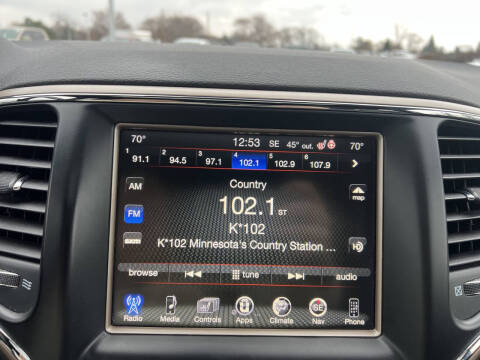 70° 12:53 SE 45° out. 70°
1 91.1 2 94.5 3 97.1 4 102.1 5 102.9 6 107.9
AM
Country
map
FM
102.1 ST
K*102
K*102 Minnesota's Country Station ...
HD
browse tune audio
Radio Media Controls Apps Climate SE Nav Phone